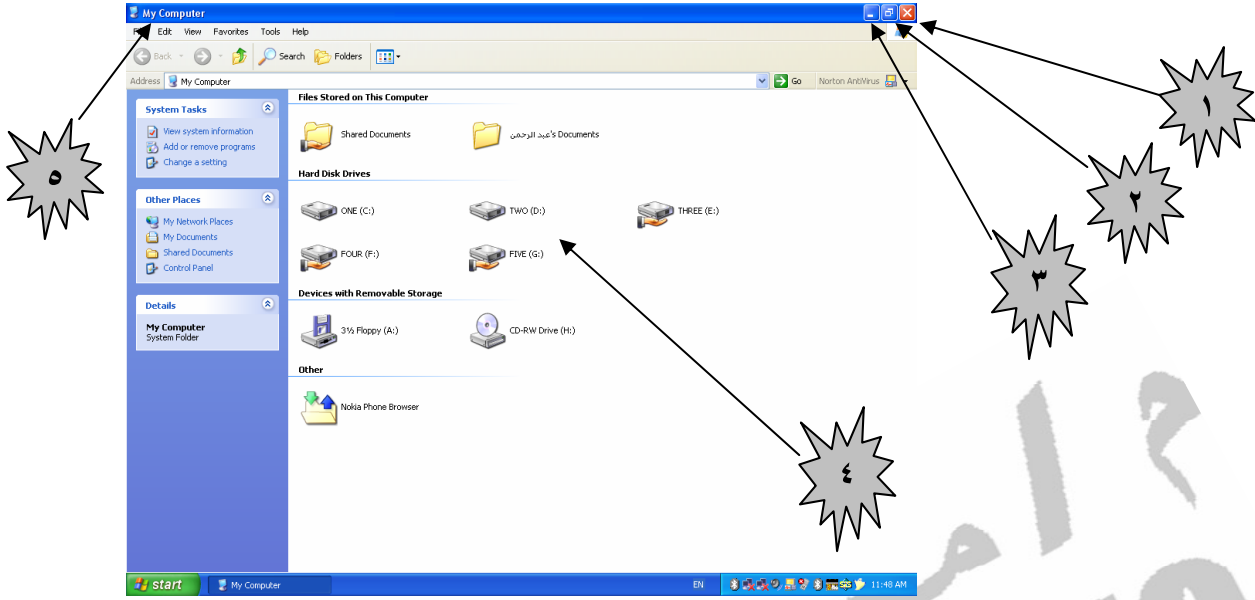 My Computer
Edit View Favorites Tools Help
Back Search Folders
Address My Computer Go Norton AntiVirus
System Tasks
View system information
Add or remove programs
Change a setting
Other Places
My Network Places
My Documents
Shared Documents
Control Panel
Details
My Computer
System Folder
Files Stored on This Computer
Shared Documents
عبد الرحمن's Documents
Hard Disk Drives
ONE (C:)
TWO (D:)
THREE (E:)
FOUR (F:)
FIVE (G:)
Devices with Removable Storage
3½ Floppy (A:)
CD-RW Drive (H:)
Other
Nokia Phone Browser
start My Computer EN 11:48 AM
١
٢
٣
٤
٥